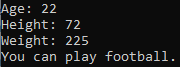 Age: 22
Height: 72
Weight: 225
You can play football.